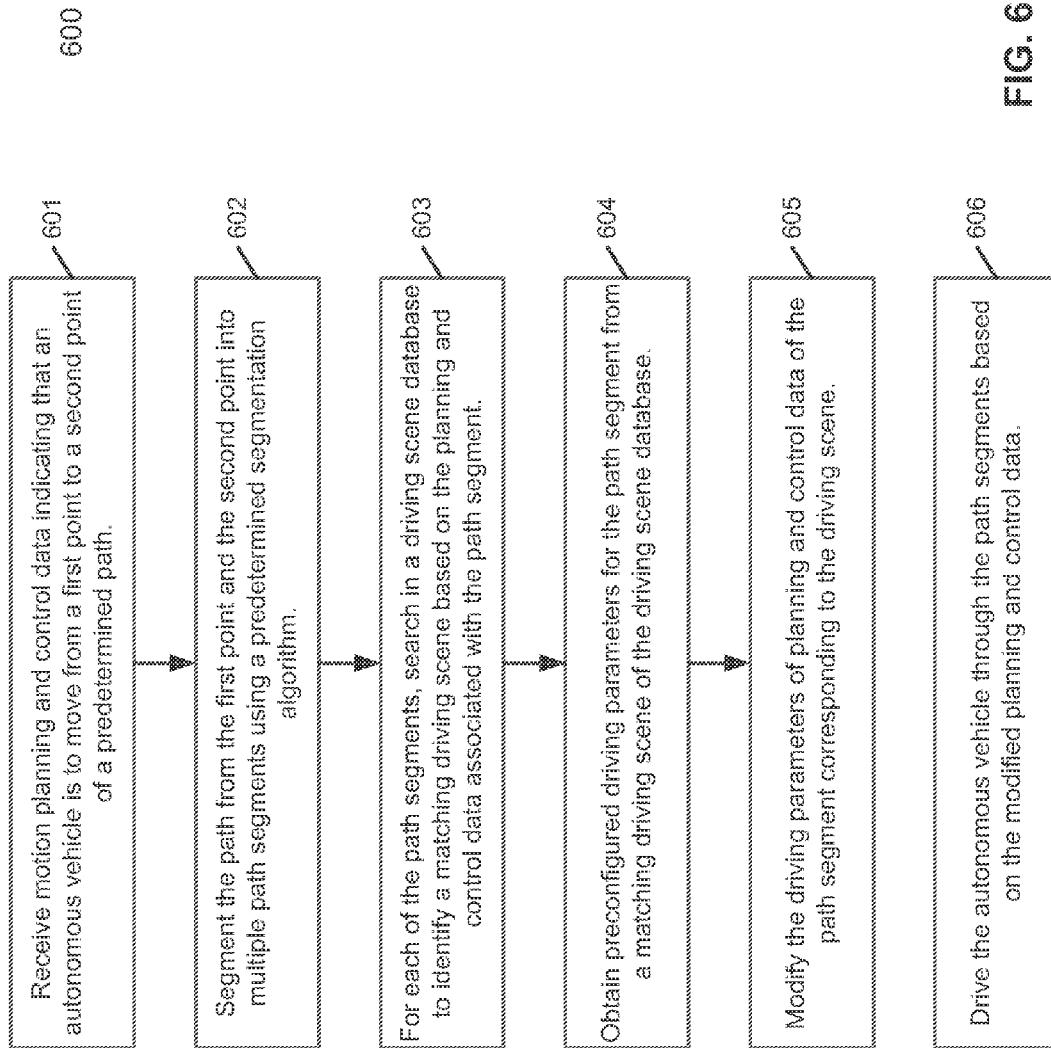 600
Receive motion planning and control data indicating that an
autonomous vehicle is to move from a first point to a second point
of a predetermined path.
601
Segment the path from the first point and the second point into
multiple path segments using a predetermined segmentation
algorithm.
602
For each of the path segments, search in a driving scene database
to identify a matching driving scene based on the planning and
control data associated with the path segment.
603
Obtain preconfigured driving parameters for the path segment from
a matching driving scene of the driving scene database.
604
Modify the driving parameters of planning and control data of the
path segment corresponding to the driving scene.
605
Drive the autonomous vehicle through the path segments based
on the modified planning and control data.
606
FIG. 6